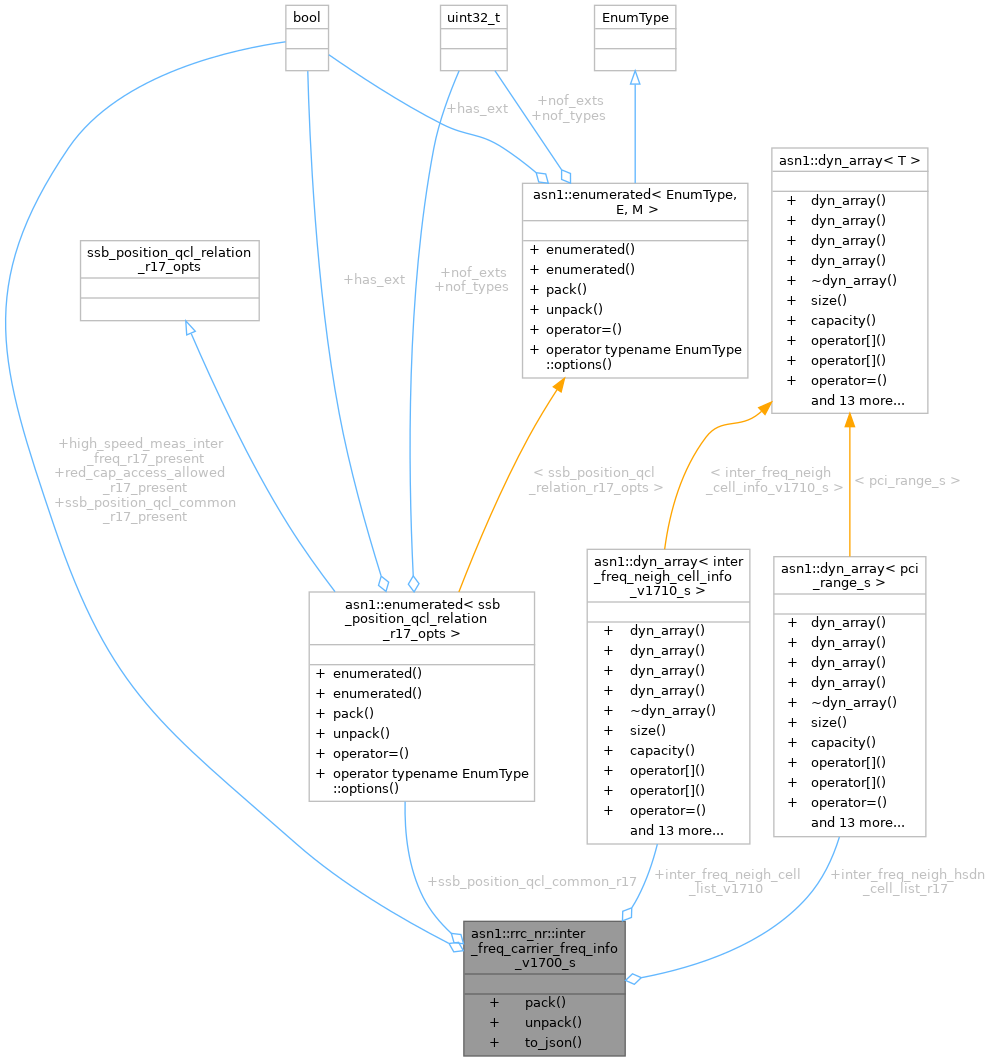 bool
uint32_t
EnumType
+has_ext
+nof_exts
+nof_types
asn1::dyn_array< T >
+ dyn_array()
+ dyn_array()
+ dyn_array()
+ dyn_array()
+ ~dyn_array()
+ size()
+ capacity()
+ operator[]()
+ operator[]()
+ operator=()
and 13 more...
asn1::enumerated< EnumType,
E, M >
+ enumerated()
+ enumerated()
+ pack()
+ unpack()
+ operator=()
+ operator typename EnumType
::options()
ssb_position_qcl_relation
_r17_opts
+has_ext
+nof_exts
+nof_types
+high_speed_meas_inter
_freq_r17_present
+red_cap_access_allowed
_r17_present
+ssb_position_qcl_common
_r17_present
< ssb_position_qcl
_relation_r17_opts >
< inter_freq_neigh
_cell_info_v1710_s >
< pci_range_s >
asn1::enumerated< ssb
_position_qcl_relation
_r17_opts >
+ enumerated()
+ enumerated()
+ pack()
+ unpack()
+ operator=()
+ operator typename EnumType
::options()
asn1::dyn_array< inter
_freq_neigh_cell_info
_v1710_s >
+ dyn_array()
+ dyn_array()
+ dyn_array()
+ dyn_array()
+ ~dyn_array()
+ size()
+ capacity()
+ operator[]()
+ operator[]()
+ operator=()
and 13 more...
asn1::dyn_array< pci
_range_s >
+ dyn_array()
+ dyn_array()
+ dyn_array()
+ dyn_array()
+ ~dyn_array()
+ size()
+ capacity()
+ operator[]()
+ operator[]()
+ operator=()
and 13 more...
+ssb_position_qcl_common_r17
+inter_freq_neigh_cell
_list_v1710
+inter_freq_neigh_hsdn
_cell_list_r17
asn1::rrc_nr::inter
_freq_carrier_freq_info
_v1700_s
+ pack()
+ unpack()
+ to_json()